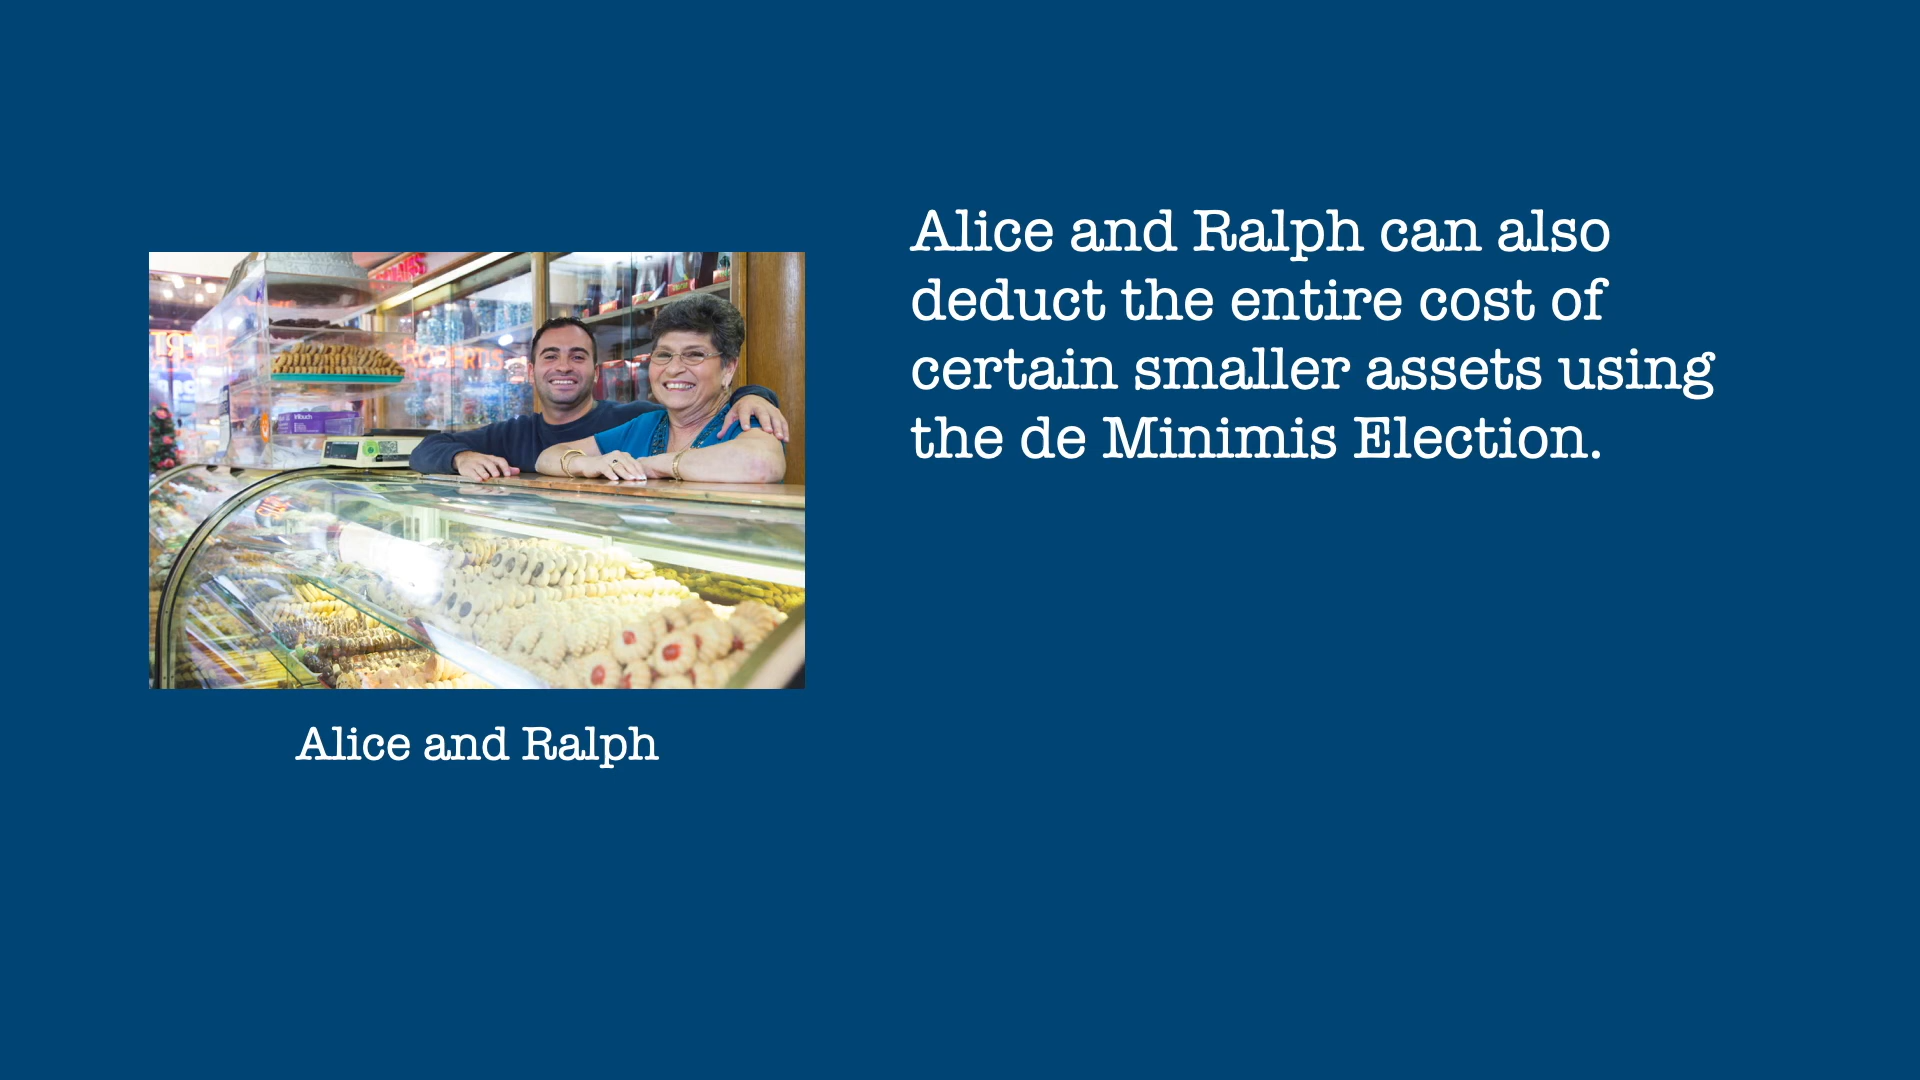 Alice and Ralph can also
deduct the entire cost of
certain smaller assets using
the de Minimis Election.
Alice and Ralph